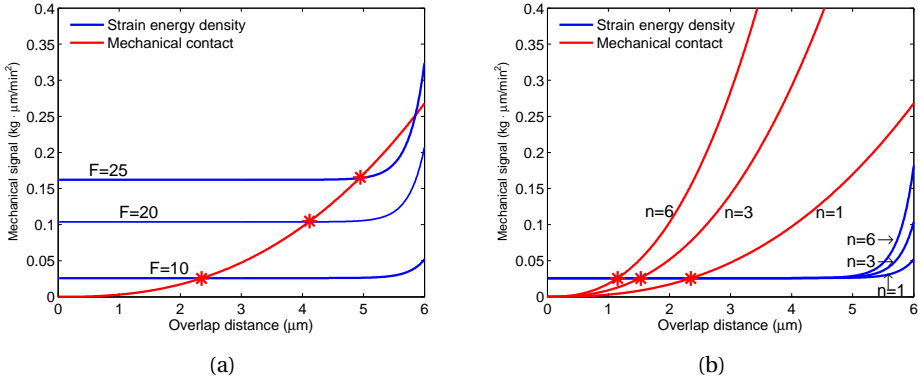 Strain energy density
Mechanical contact
F=25
F=20
F=10
0.4
0.35
0.3
0.25
0.2
0.15
0.1
0.05
0
0 1 2 3 4 5 6
Mechanical signal (kg · μm/min²)
Overlap distance (μm)
(a)
Strain energy density
Mechanical contact
n=6
n=3
n=1
n=6→
n=3→
↑
n=1
0.4
0.35
0.3
0.25
0.2
0.15
0.1
0.05
0
0 1 2 3 4 5 6
Mechanical signal (kg · μm/min²)
Overlap distance (μm)
(b)